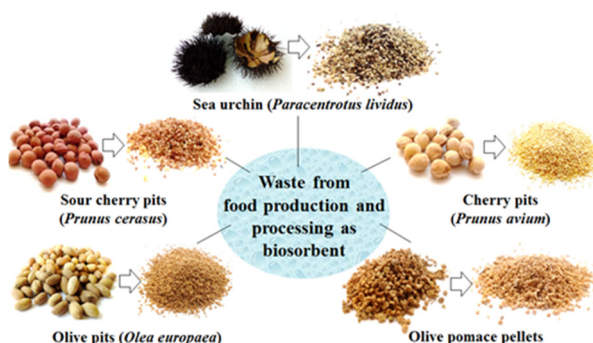 Sea urchin (Paracentrotus lividus)
Sour cherry pits
(Prunus cerasus)
Waste from
food production and
processing as
biosorbent
Cherry pits
(Prunus avium)
Olive pits (Olea europaea)
Olive pomace pellets